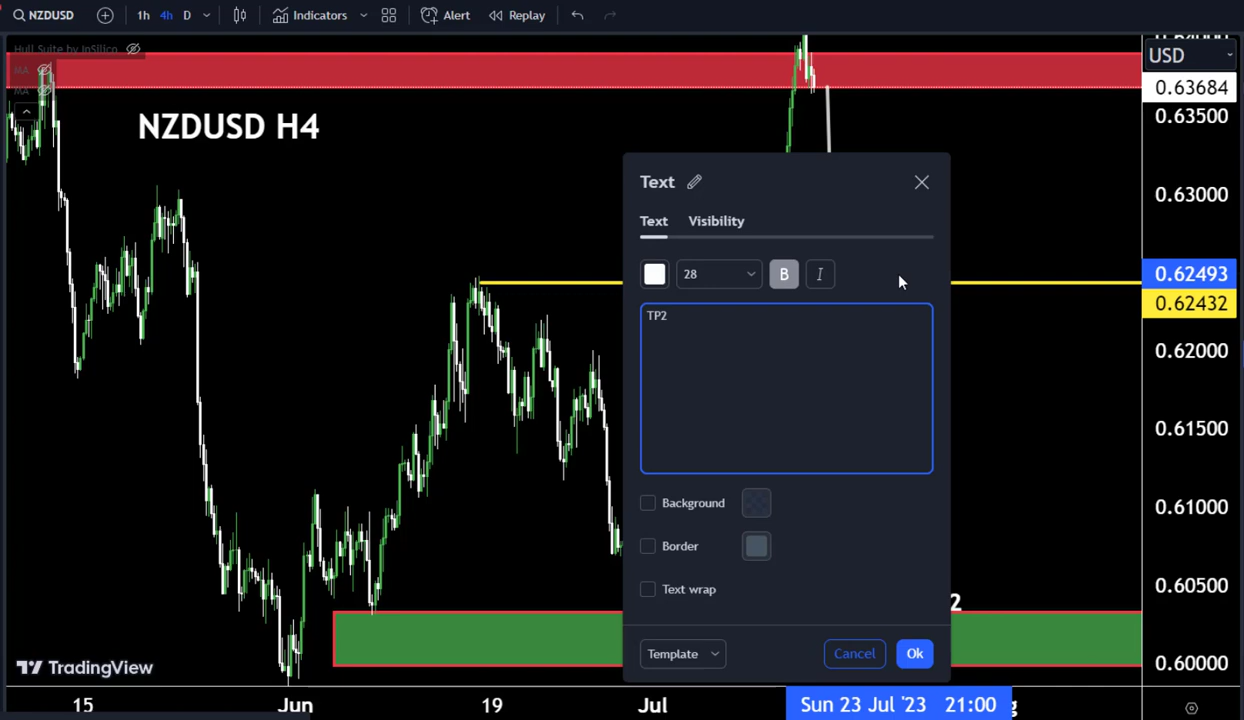 NZDUSD 1h 4h D Indicators Alert Replay
Hull Suite by InSilico
MA
MA
NZDUSD H4
USD
0.63684
0.63500
0.63000
0.62493
0.62432
0.62000
0.61500
0.61000
0.60500
0.60000
Text
Text Visibility
28 B I
TP2
Background
Border
Text wrap
2
Template Cancel Ok
TradingView
15 Jun 19 Jul Sun 23 Jul '23 21:00